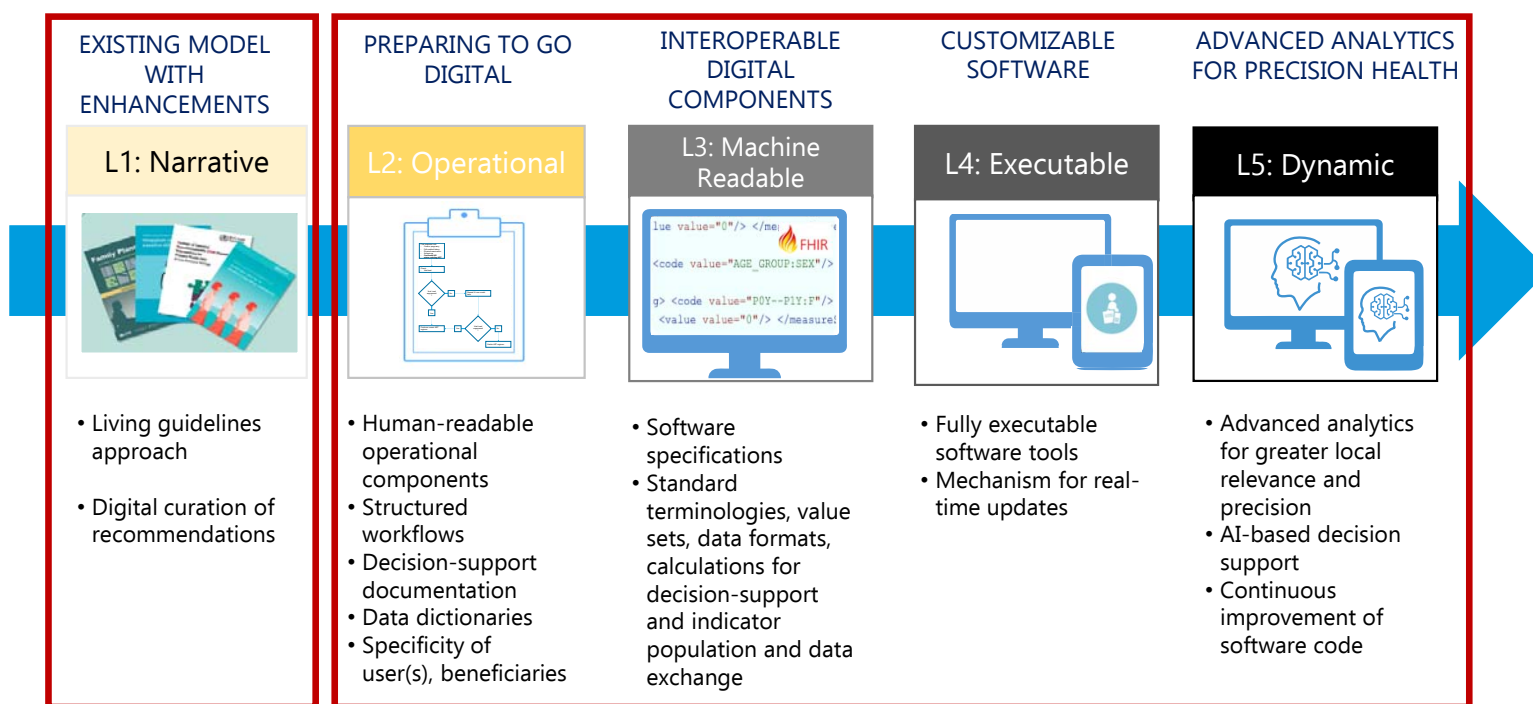 EXISTING MODEL
WITH
ENHANCEMENTS
PREPARING TO GO
DIGITAL
INTEROPERABLE
DIGITAL
COMPONENTS
CUSTOMIZABLE
SOFTWARE
ADVANCED ANALYTICS
FOR PRECISION HEALTH
L1: Narrative
L2: Operational
L3: Machine
Readable
L4: Executable
L5: Dynamic
Family
lue value="0"/> </me
FHIR
<code value="AGE_GROUP:SEX"/>
g> <code value="P0Y--P1Y:F"/>
<value value="0"/> </measureS
• Living guidelines
approach
• Digital curation of
recommendations
• Human-readable
operational
components
• Structured
workflows
• Decision-support
documentation
• Data dictionaries
• Specificity of
user(s), beneficiaries
• Software
specifications
• Standard
terminologies, value
sets, data formats,
calculations for
decision-support
and indicator
population and data
exchange
• Fully executable
software tools
• Mechanism for real-
time updates
• Advanced analytics
for greater local
relevance and
precision
• AI-based decision
support
• Continuous
improvement of
software code